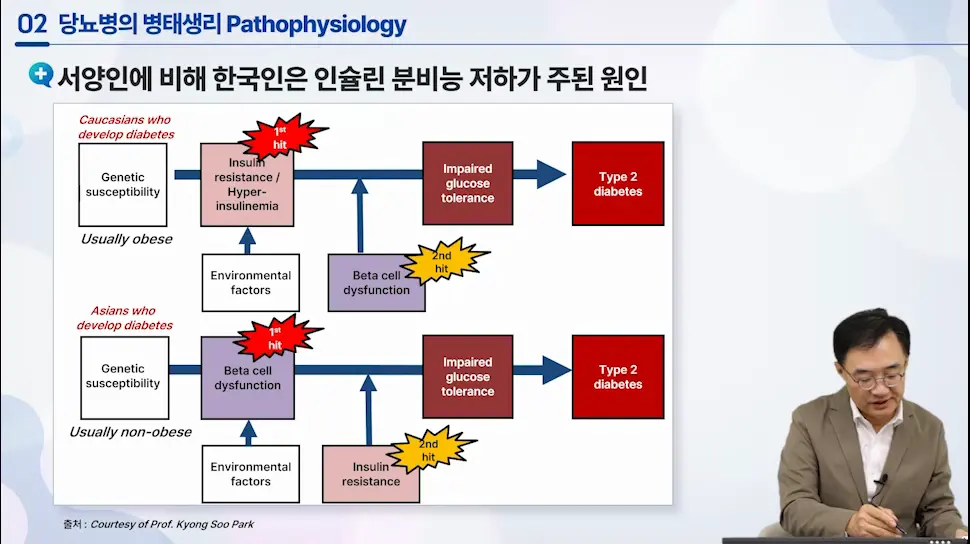 02 당뇨병의 병태생리 Pathophysiology
서양인에 비해 한국인은 인슐린 분비능 저하가 주된 원인
Caucasians who
develop diabetes
Genetic
susceptibility
Usually obese
1st
hit
Insulin
resistance /
Hyper-
insulinemia
Environmental
factors
Beta cell
dysfunction
2nd
hit
Impaired
glucose
tolerance
Type 2
diabetes
Asians who
develop diabetes
Genetic
susceptibility
Usually non-obese
1st
hit
Beta cell
dysfunction
Environmental
factors
Insulin
resistance
2nd
hit
Impaired
glucose
tolerance
Type 2
diabetes
출처 : Courtesy of Prof. Kyong Soo Park